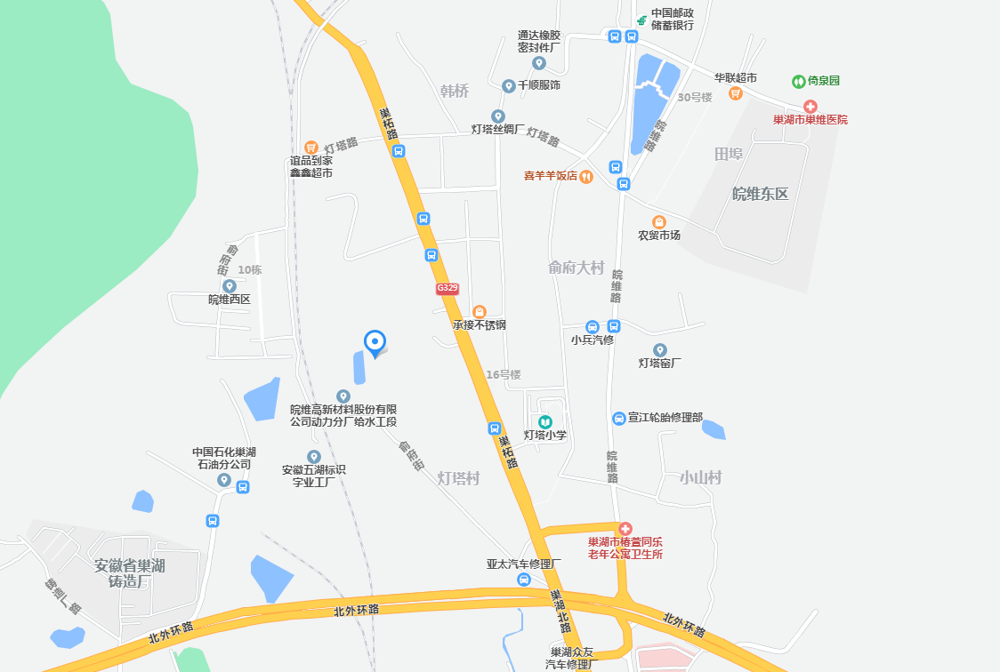 中国邮政
储蓄银行
通达橡胶
密封件厂
华联超市
倚泉园
韩桥
千顺服饰
30号楼
巢湖市巢维医院
巢柘路
灯塔丝绸厂
灯塔路
皖维路
灯塔路
谊品到家
鑫鑫超市
田埠
喜羊羊饭店
皖维东区
农贸市场
俞府街
10栋
俞府大村
皖维路
皖维西区
G329
承接不锈钢
小兵汽修
灯塔窑厂
16号楼
皖维高新材料股份有限
公司动力分厂给水工段
宣江轮胎修理部
灯塔小学
俞府街
巢柘路
中国石化巢湖
石油分公司
安徽五湖标识
字业工厂
灯塔村
皖维路
小山村
巢湖市椿萱同乐
老年公寓卫生所
安徽省巢湖
铸造厂
亚太汽车修理厂
铸造厂路
巢湖北路
北外环路
北外环路
北外环路
巢湖众友
汽车修理厂